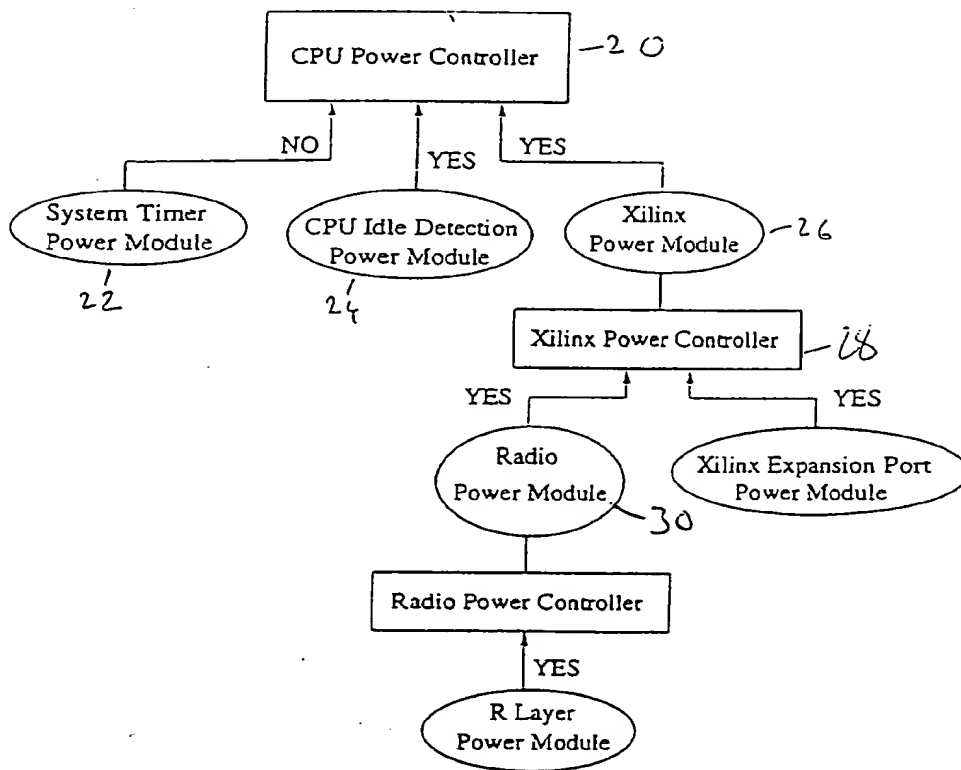 CPU Power Controller
20
NO
YES
YES
System Timer
Power Module
22
CPU Idle Detection
Power Module
24
Xilinx
Power Module
26
Xilinx Power Controller
28
YES
YES
Radio
Power Module
30
Xilinx Expansion Port
Power Module
Radio Power Controller
YES
R Layer
Power Module